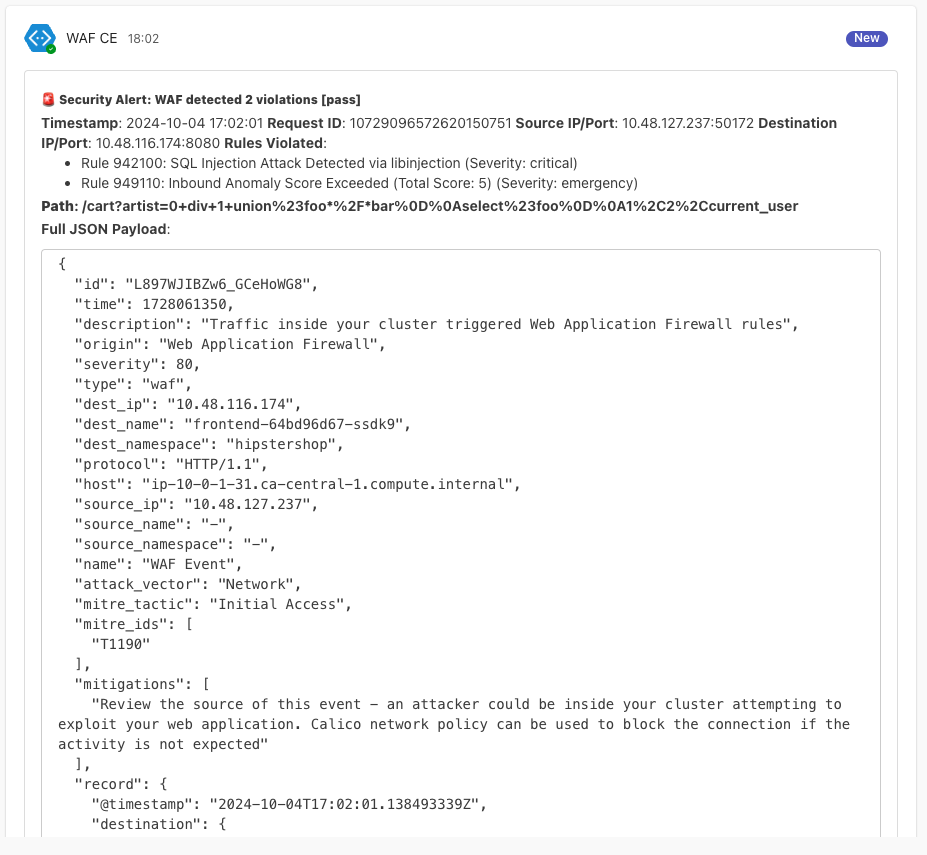 WAF CE 18:02 New
🚨 Security Alert: WAF detected 2 violations [pass]
Timestamp: 2024-10-04 17:02:01 Request ID: 10729096572620150751 Source IP/Port: 10.48.127.237:50172 Destination
IP/Port: 10.48.116.174:8080 Rules Violated:
• Rule 942100: SQL Injection Attack Detected via libinjection (Severity: critical)
• Rule 949110: Inbound Anomaly Score Exceeded (Total Score: 5) (Severity: emergency)
Path: /cart?artist=0+div+1+union%23foo*%2F*bar%0D%0Aselect%23foo%0D%0A1%2C2%2Ccurrent_user
Full JSON Payload:
{
  "id": "L897WJIBZw6_GCeHoWG8",
  "time": 1728061350,
  "description": "Traffic inside your cluster triggered Web Application Firewall rules",
  "origin": "Web Application Firewall",
  "severity": 80,
  "type": "waf",
  "dest_ip": "10.48.116.174",
  "dest_name": "frontend-64bd96d67-ssdk9",
  "dest_namespace": "hipstershop",
  "protocol": "HTTP/1.1",
  "host": "ip-10-0-1-31.ca-central-1.compute.internal",
  "source_ip": "10.48.127.237",
  "source_name": "-",
  "source_namespace": "-",
  "name": "WAF Event",
  "attack_vector": "Network",
  "mitre_tactic": "Initial Access",
  "mitre_ids": [
    "T1190"
  ],
  "mitigations": [
    "Review the source of this event - an attacker could be inside your cluster attempting to
exploit your web application. Calico network policy can be used to block the connection if the
activity is not expected"
  ],
  "record": {
    "@timestamp": "2024-10-04T17:02:01.138493339Z",
    "destination": {